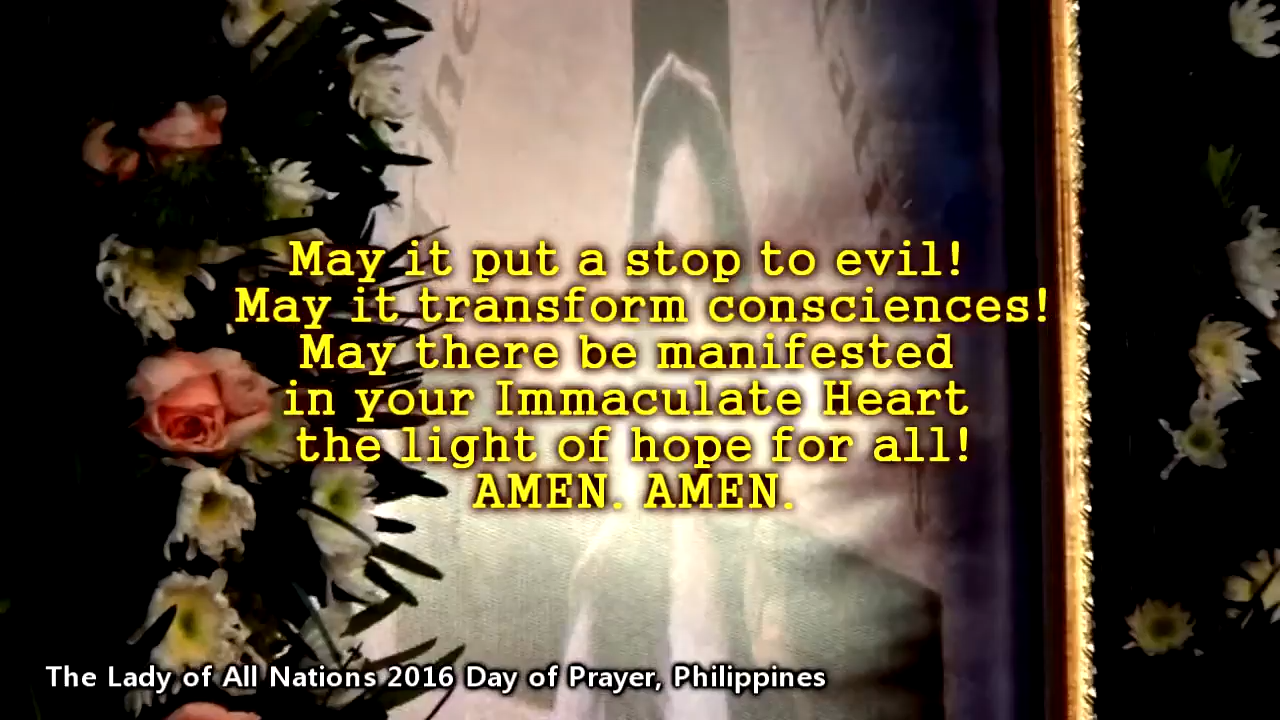 May it put a stop to evil!
May it transform consciences!
May there be manifested
in your Immaculate Heart
the light of hope for all!
AMEN. AMEN.
The Lady of All Nations 2016 Day of Prayer, Philippines